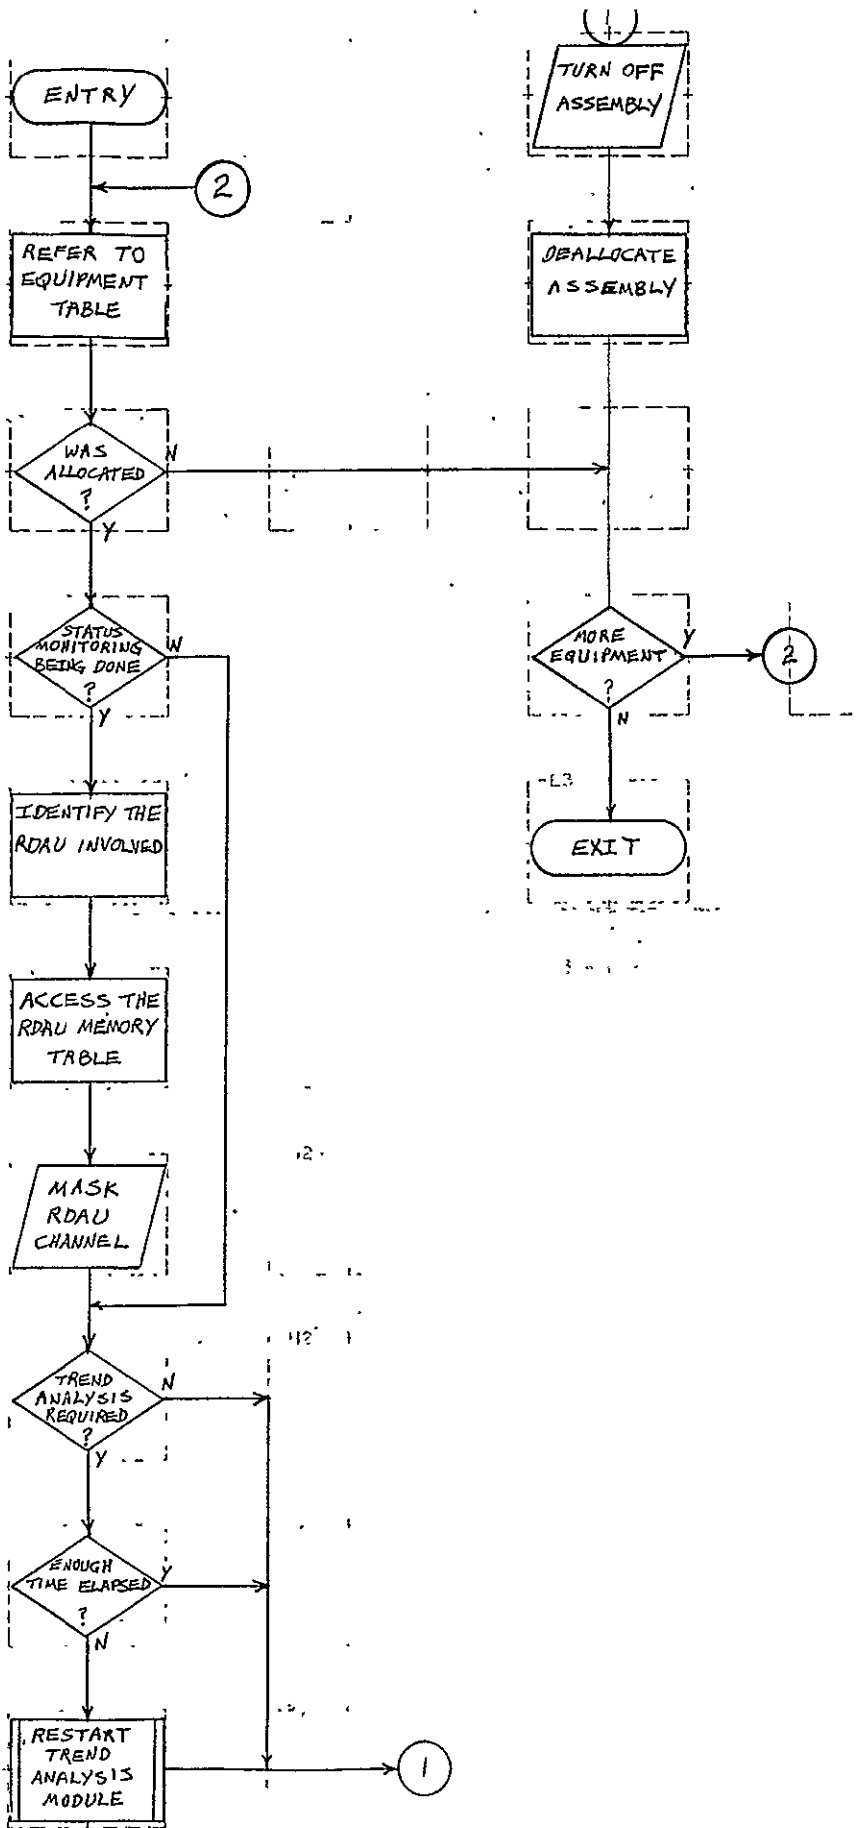 ENTRY
2
REFER TO
EQUIPMENT
TABLE
WAS
ALLOCATED
?
N
Y
STATUS
MONITORING
BEING DONE
?
N
Y
IDENTIFY THE
RDAU INVOLVED
ACCESS THE
RDAU MEMORY
TABLE
MASK
RDAU
CHANNEL
TREND
ANALYSIS
REQUIRED
?
N
Y
ENOUGH
TIME ELAPSED
?
Y
N
RESTART
TREND
ANALYSIS
MODULE
1
1
TURN OFF
ASSEMBLY
DEALLOCATE
ASSEMBLY
MORE
EQUIPMENT
?
Y
2
N
EXIT